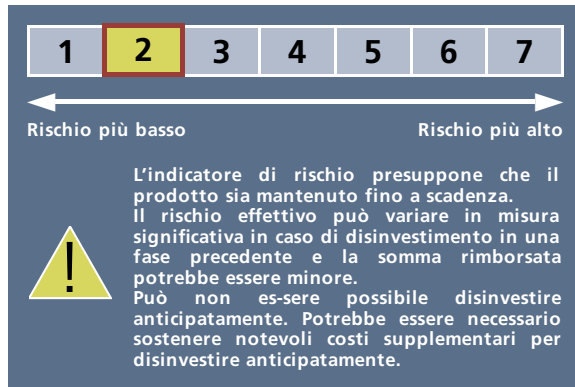 1 2 3 4 5 6 7
Rischio più basso Rischio più alto
L’indicatore di rischio presuppone che il
prodotto sia mantenuto fino a scadenza.
Il rischio effettivo può variare in misura
significativa in caso di disinvestimento in una
fase precedente e la somma rimborsata
potrebbe essere minore.
!
Può non es-sere possibile disinvestire
anticipatamente. Potrebbe essere necessario
sostenere notevoli costi supplementari per
disinvestire anticipatamente.